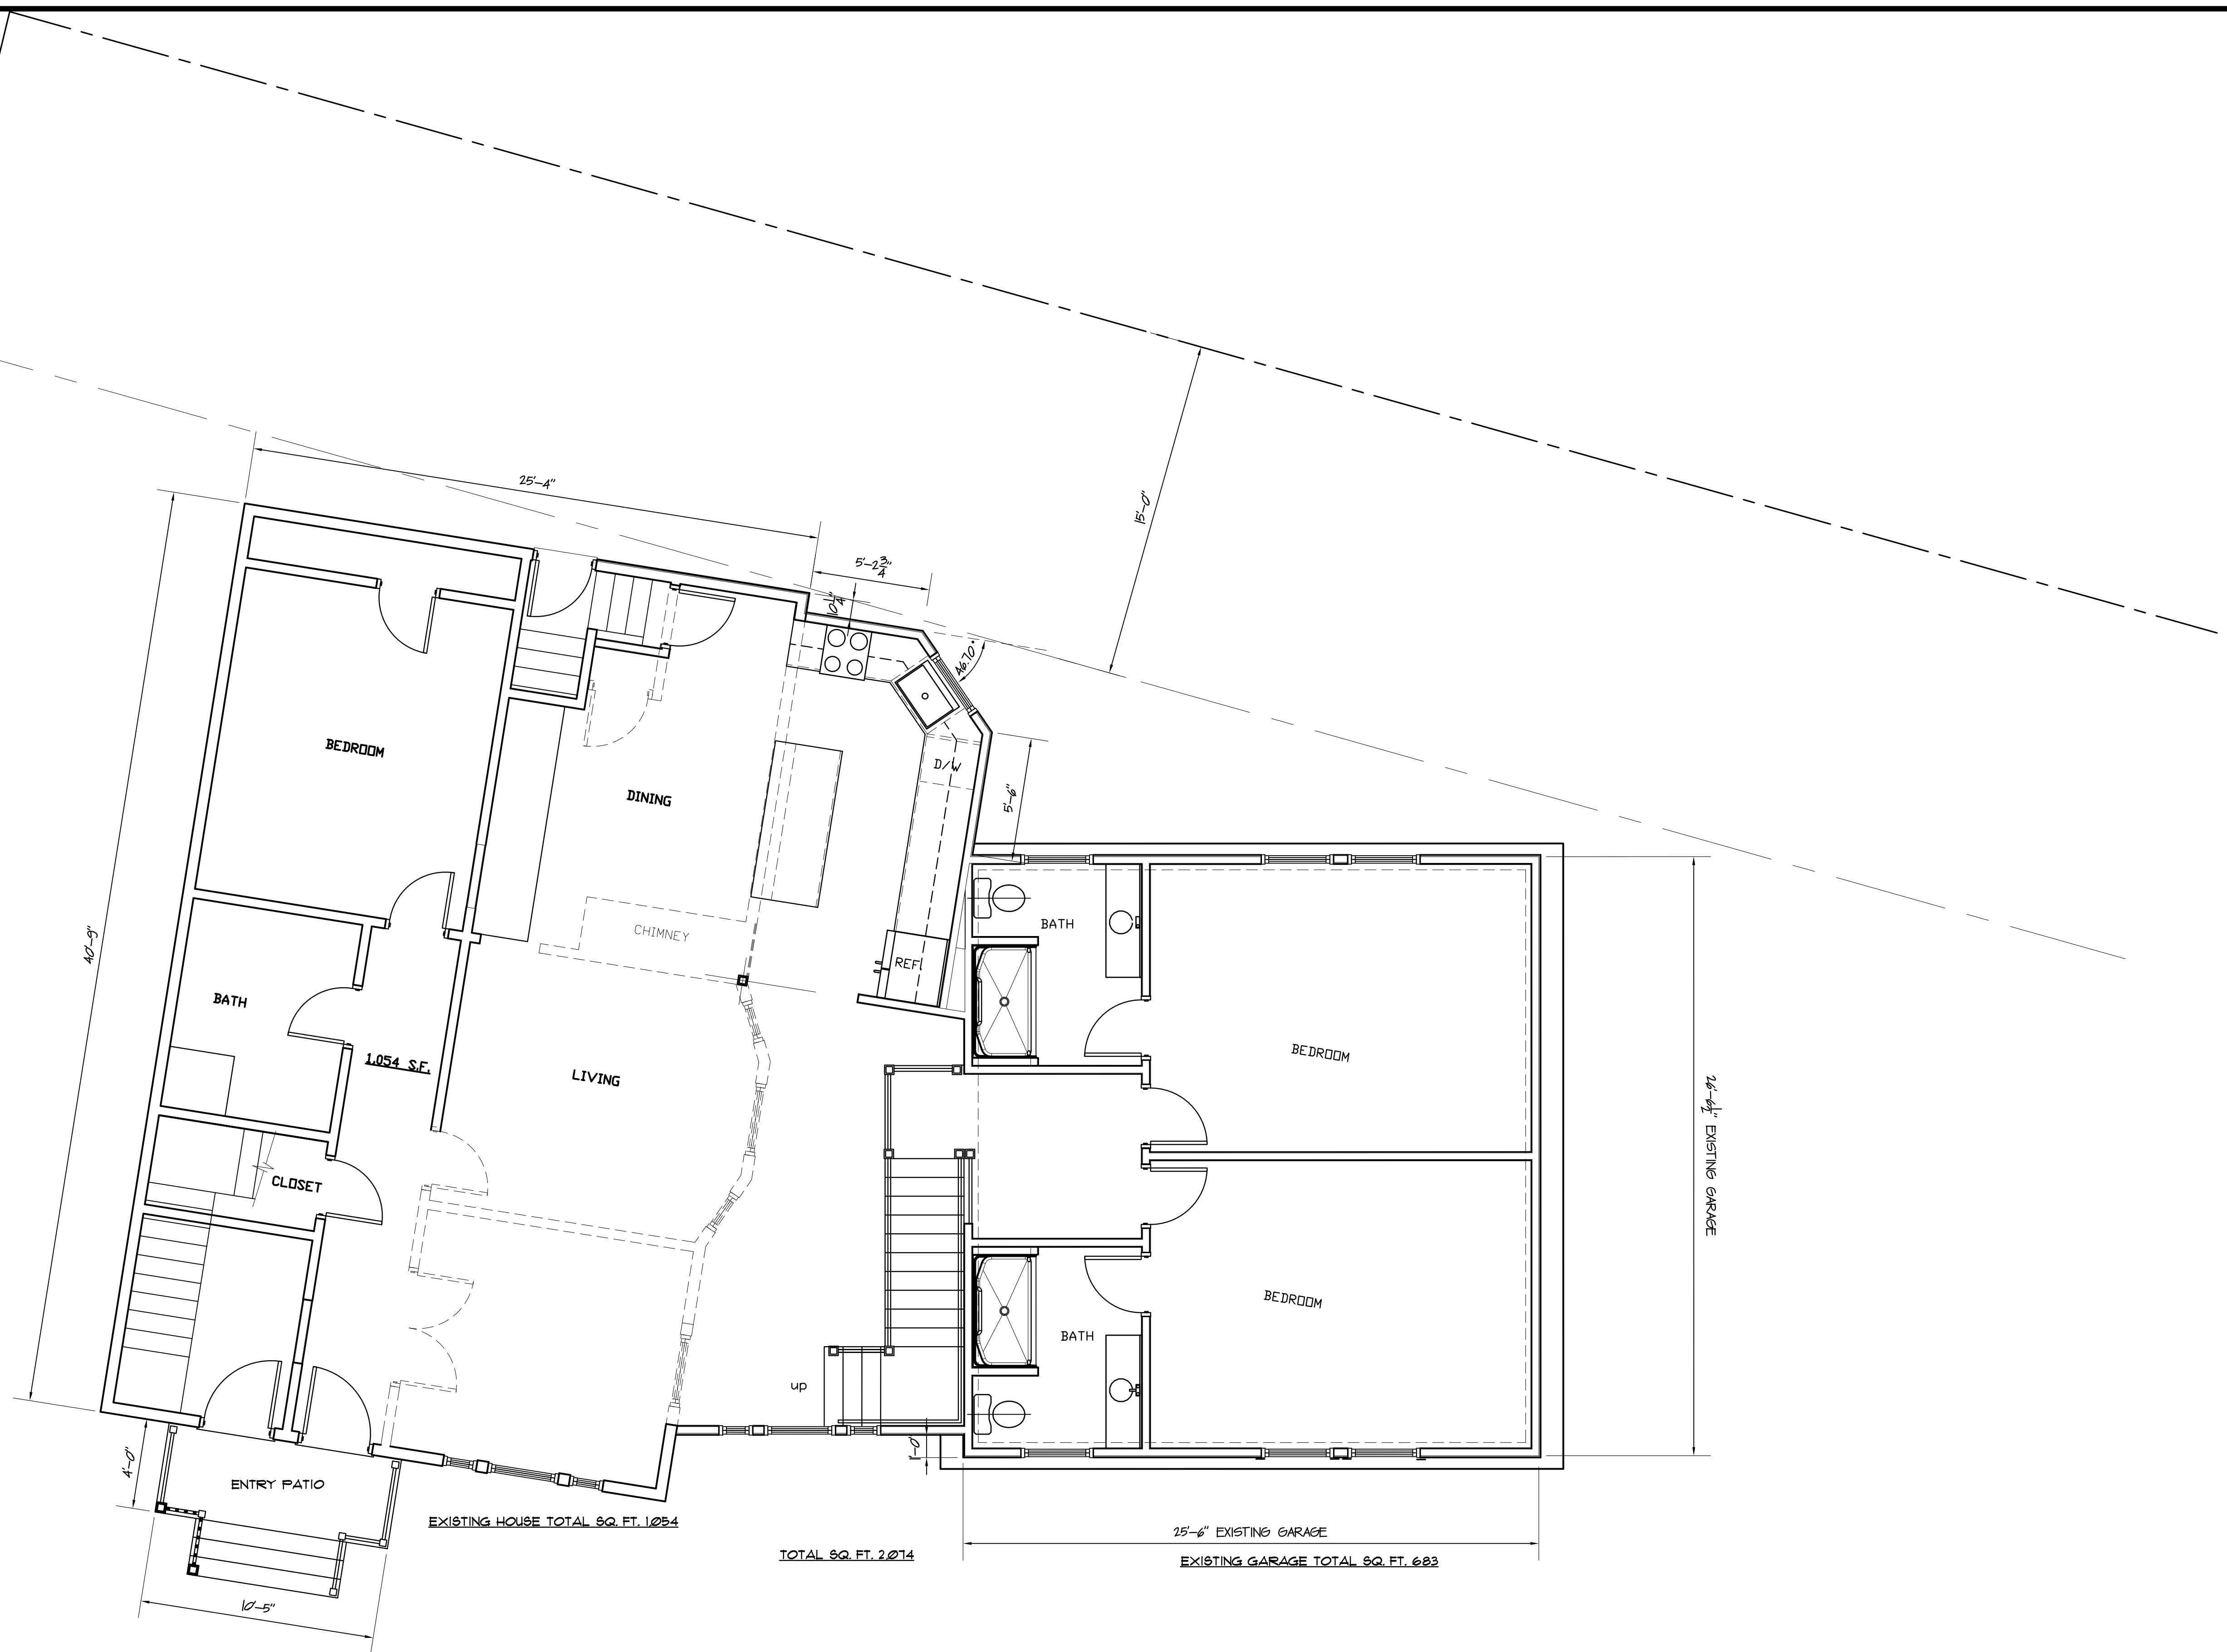 25'-4"
15'-0"
5'-2 3/4"
10 1/4"
46.70°
BEDROOM
DINING
D/W
5'-6"
40'-9"
CHIMNEY
BATH
REF.
BATH
1,054 S.F.
LIVING
BEDROOM
26'-6 1/2" EXISTING GARAGE
CLOSET
BEDROOM
BATH
up
1'-0"
4'-0"
ENTRY PATIO
EXISTING HOUSE TOTAL SQ. FT. 1,054
25'-6" EXISTING GARAGE
TOTAL SQ. FT. 2,074
EXISTING GARAGE TOTAL SQ. FT. 683
10'-5"